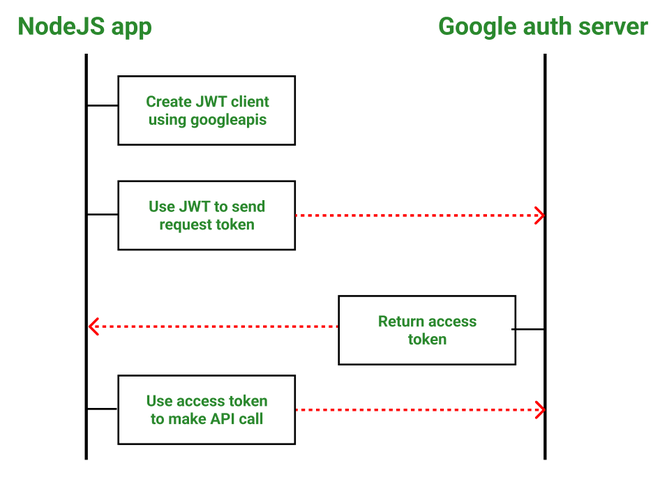 NodeJS app
Google auth server
Create JWT client
using googleapis
Use JWT to send
request token
Return access
token
Use access token
to make API call